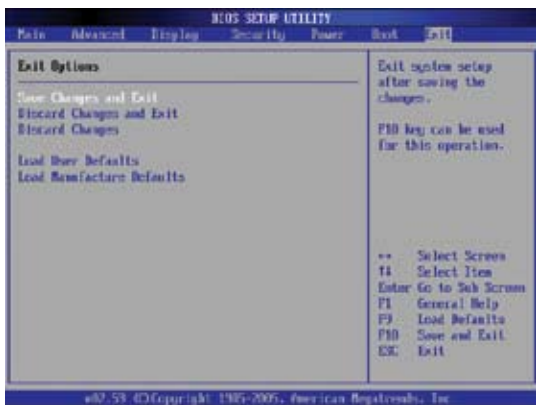 BIOS SETUP UTILITY
Main Advanced Display Security Power Boot Exit
Exit Options
Save Changes and Exit
Discard Changes and Exit
Discard Changes
Load User Defaults
Load Manufacture Defaults
Exit system setup
after saving the
changes.
F10 key can be used
for this operation.
↔ Select Screen
↑↓ Select Item
Enter Go to Sub Screen
F1 General Help
F9 Load Defaults
F10 Save and Exit
ESC Exit
v02.59 (C)Copyright 1985-2005, American Megatrends, Inc.